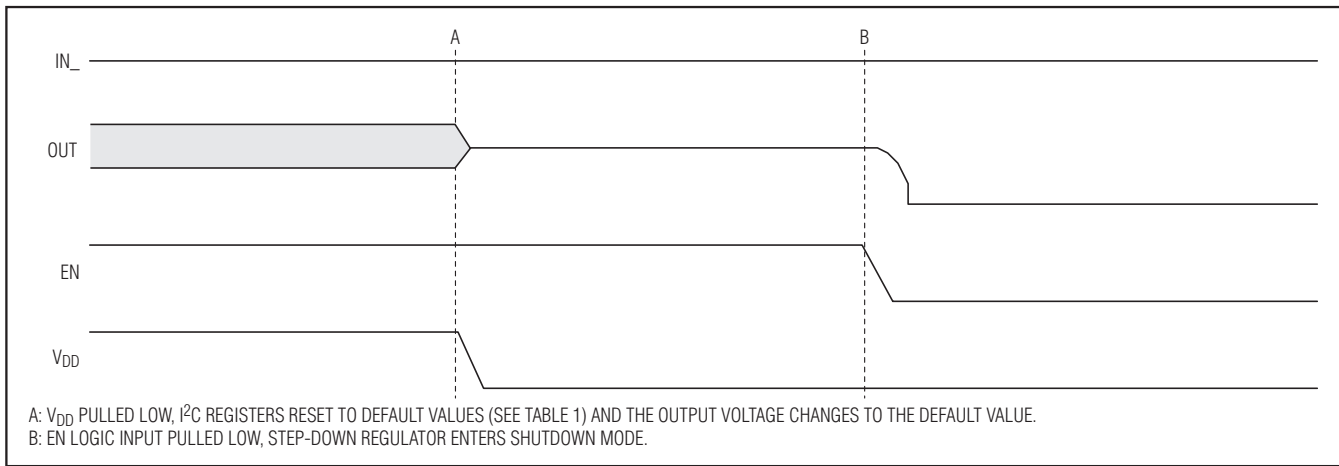 A
B
IN_
OUT
EN
VDD
A: VDD PULLED LOW, I2C REGISTERS RESET TO DEFAULT VALUES (SEE TABLE 1) AND THE OUTPUT VOLTAGE CHANGES TO THE DEFAULT VALUE.
B: EN LOGIC INPUT PULLED LOW, STEP-DOWN REGULATOR ENTERS SHUTDOWN MODE.